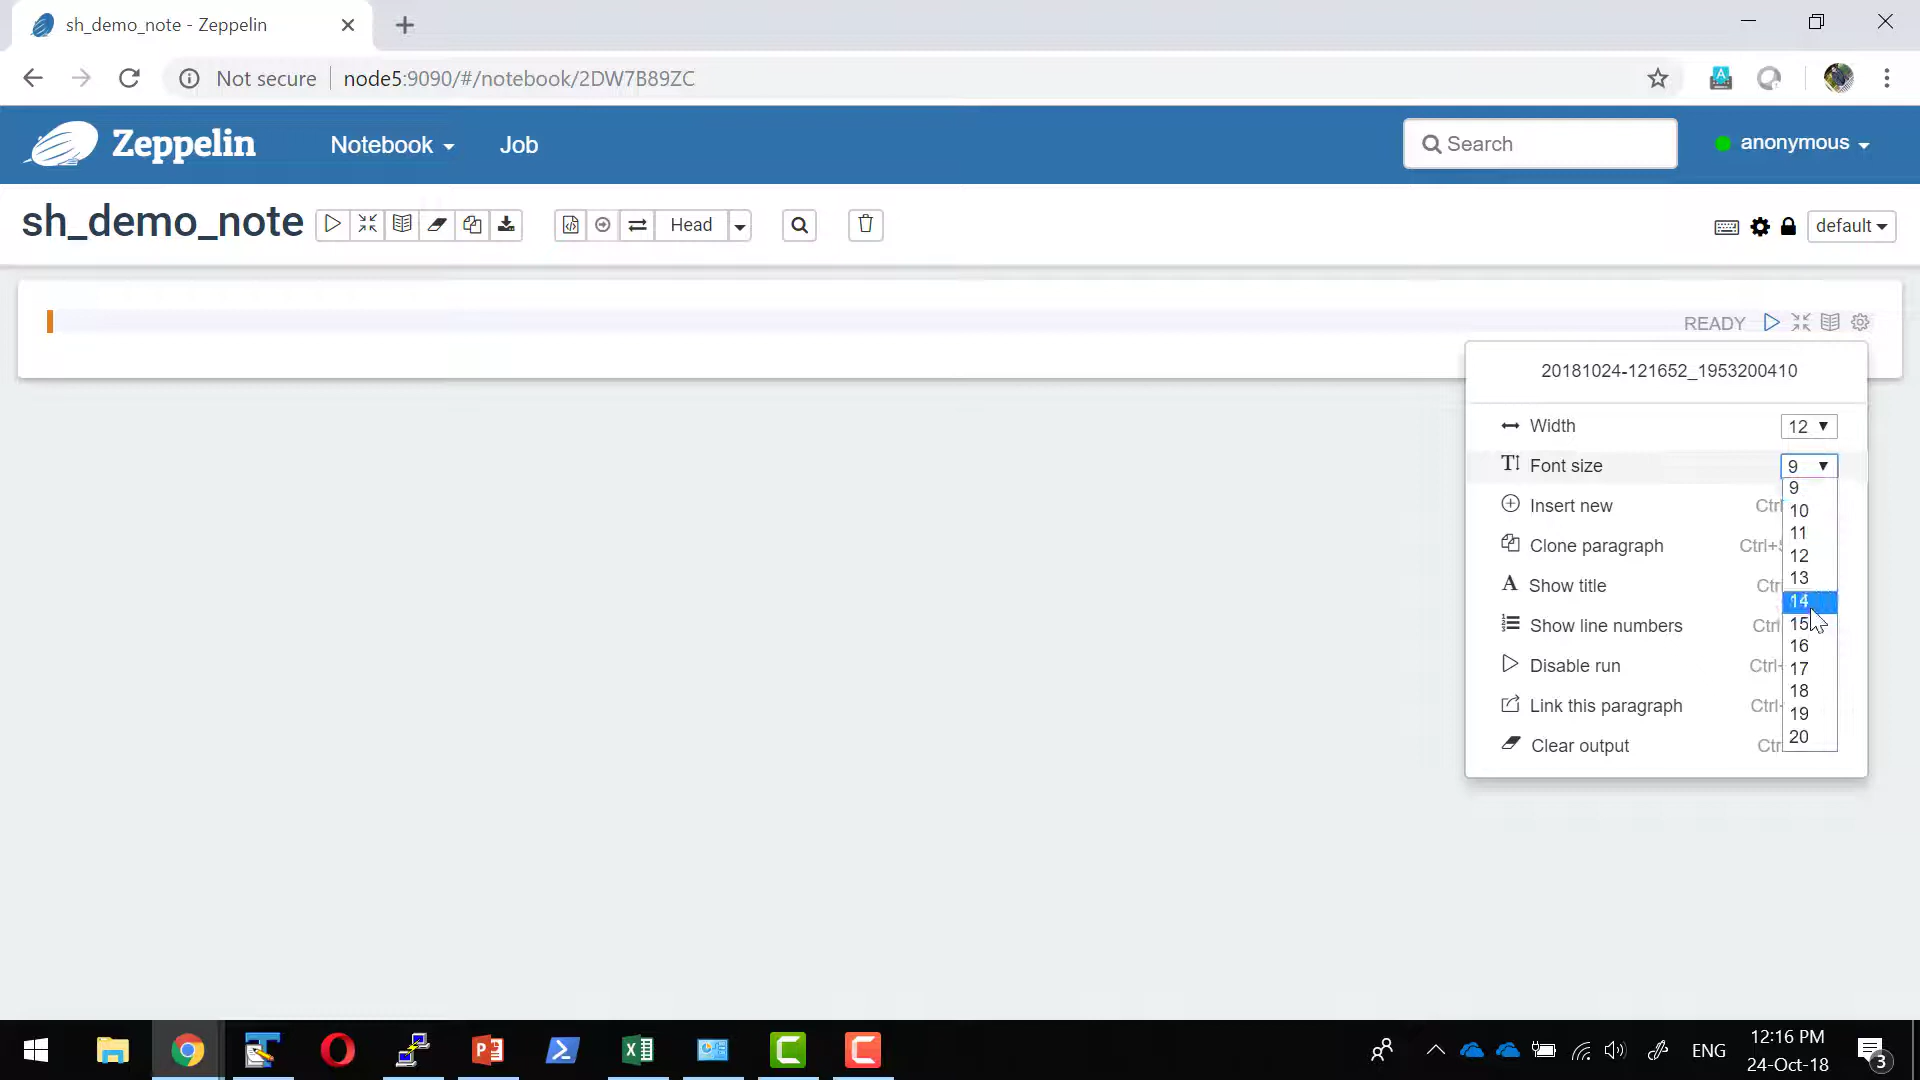 sh_demo_note - Zeppelin
Not secure node5:9090/#/notebook/2DW7B89ZC
Zeppelin Notebook Job Search anonymous
sh_demo_note Head default
READY
20181024-121652_1953200410
Width 12
Font size 9
9
Insert new Ctrl
10
11
Clone paragraph Ctrl+
12
13
Show title Ctrl
14
Show line numbers Ctrl
15
16
Disable run Ctrl+
17
18
Link this paragraph Ctrl+
19
20
Clear output Ctrl
ENG
12:16 PM
24-Oct-18
3